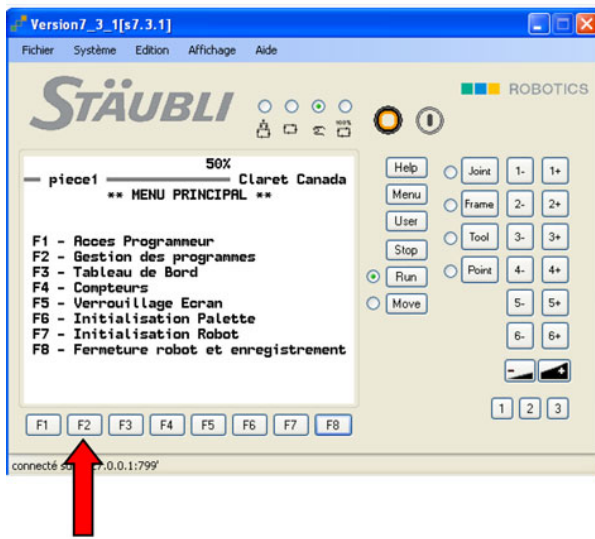 Version7_3_1[s7.3.1]
Fichier Système Edition Affichage Aide
STÄUBLI
100%
ROBOTICS
50%
piece1 Claret Canada
** MENU PRINCIPAL **
F1 - Acces Programmeur
F2 - Gestion des programmes
F3 - Tableau de Bord
F4 - Compteurs
F5 - Verrouillage Ecran
F6 - Initialisation Palette
F7 - Initialisation Robot
F8 - Fermeture robot et enregistrement
F1 F2 F3 F4 F5 F6 F7 F8
Help
Menu
User
Stop
Run
Move
Joint 1- 1+
Frame 2- 2+
Tool 3- 3+
Point 4- 4+
5- 5+
6- 6+
- +
1 2 3
connecté .0.0.1:799'